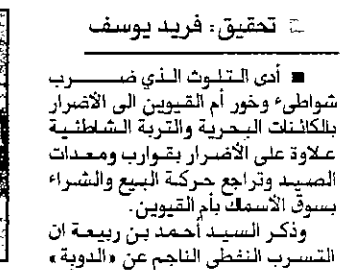 تحقيق: فريد يوسف
■ أدى التلوث الذي ضـــرب
شواطىء وخور أم القيوين الى الأضرار
بالكائنات البحرية والتربة الشاطئية
علاوة على الأضرار بقوارب ومعدات
الصيد وتراجع حركة البيع والشراء
بسوق الأسماك بأم القيوين.
وذكر السيد أحمد بن ربيعة ان
التسرب النفطي الناجم عن «الدوبة»